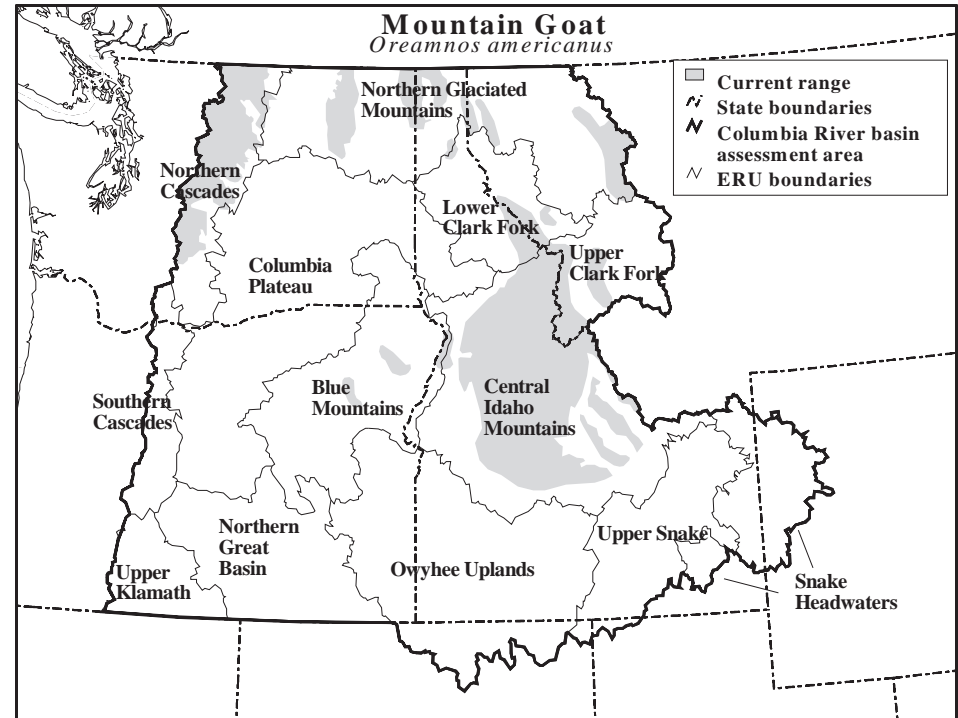 Mountain Goat
Oreamnos americanus
Current range
State boundaries
Columbia River basin
assessment area
ERU boundaries
Northern Glaciated
Mountains
Northern
Cascades
Lower
Clark Fork
Upper
Clark Fork
Columbia
Plateau
Blue
Mountains
Central
Idaho
Mountains
Southern
Cascades
Northern
Great
Basin
Upper Snake
Owyhee Uplands
Upper
Klamath
Snake
Headwaters